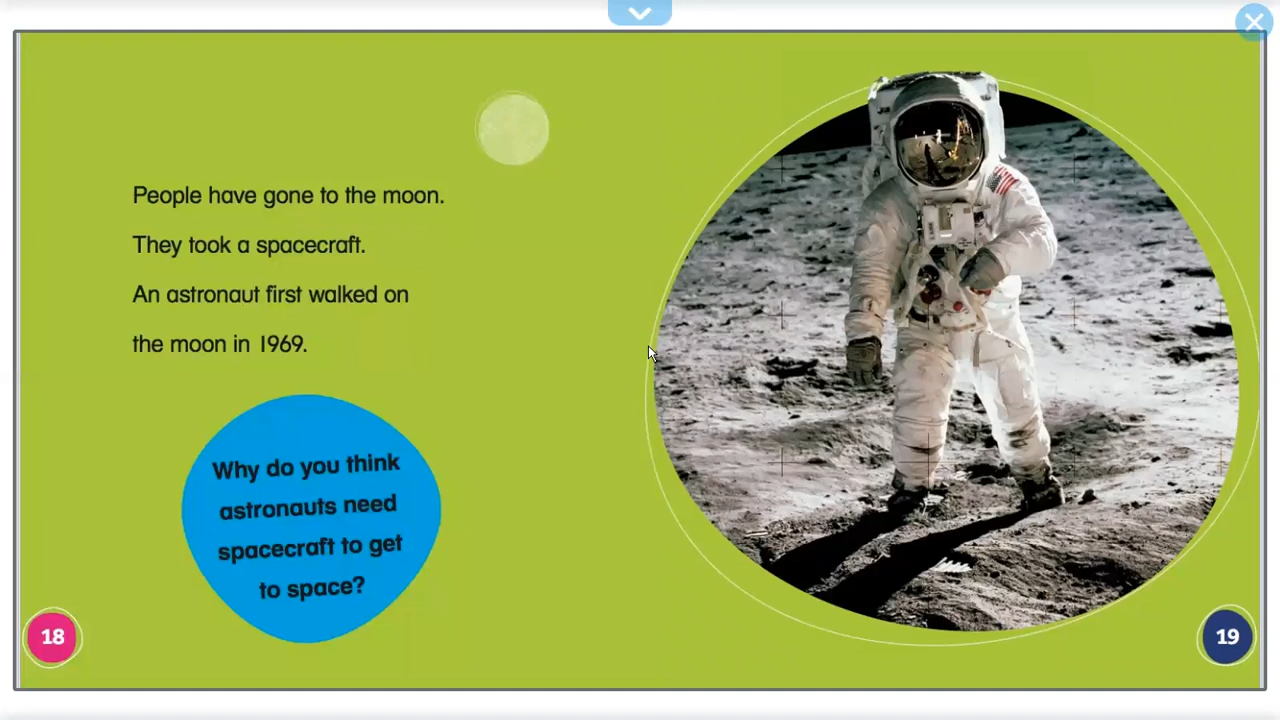 People have gone to the moon.
They took a spacecraft.
An astronaut first walked on
the moon in 1969.
Why do you think
astronauts need
spacecraft to get
to space?
18
19